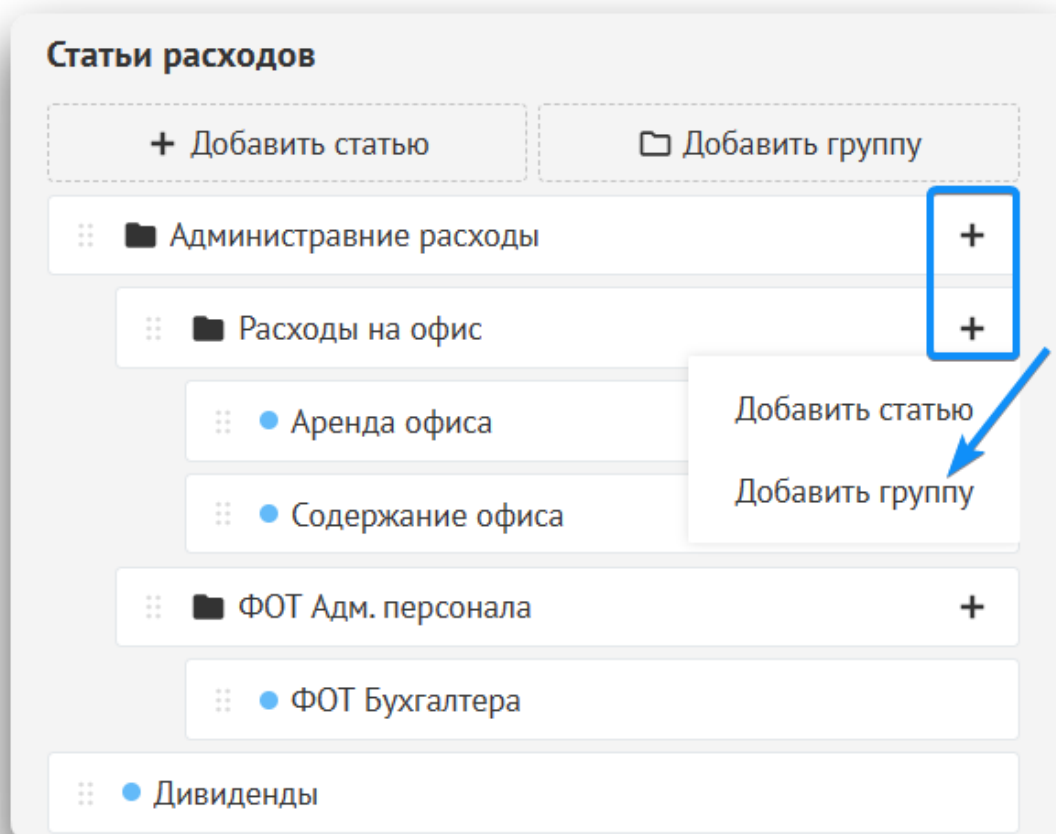 Статьи расходов
+ Добавить статью
Добавить группу
Администравние расходы +
Расходы на офис +
Аренда офиса
Добавить статью
Добавить группу
Содержание офиса
ФОТ Адм. персонала +
ФОТ Бухгалтера
Дивиденды